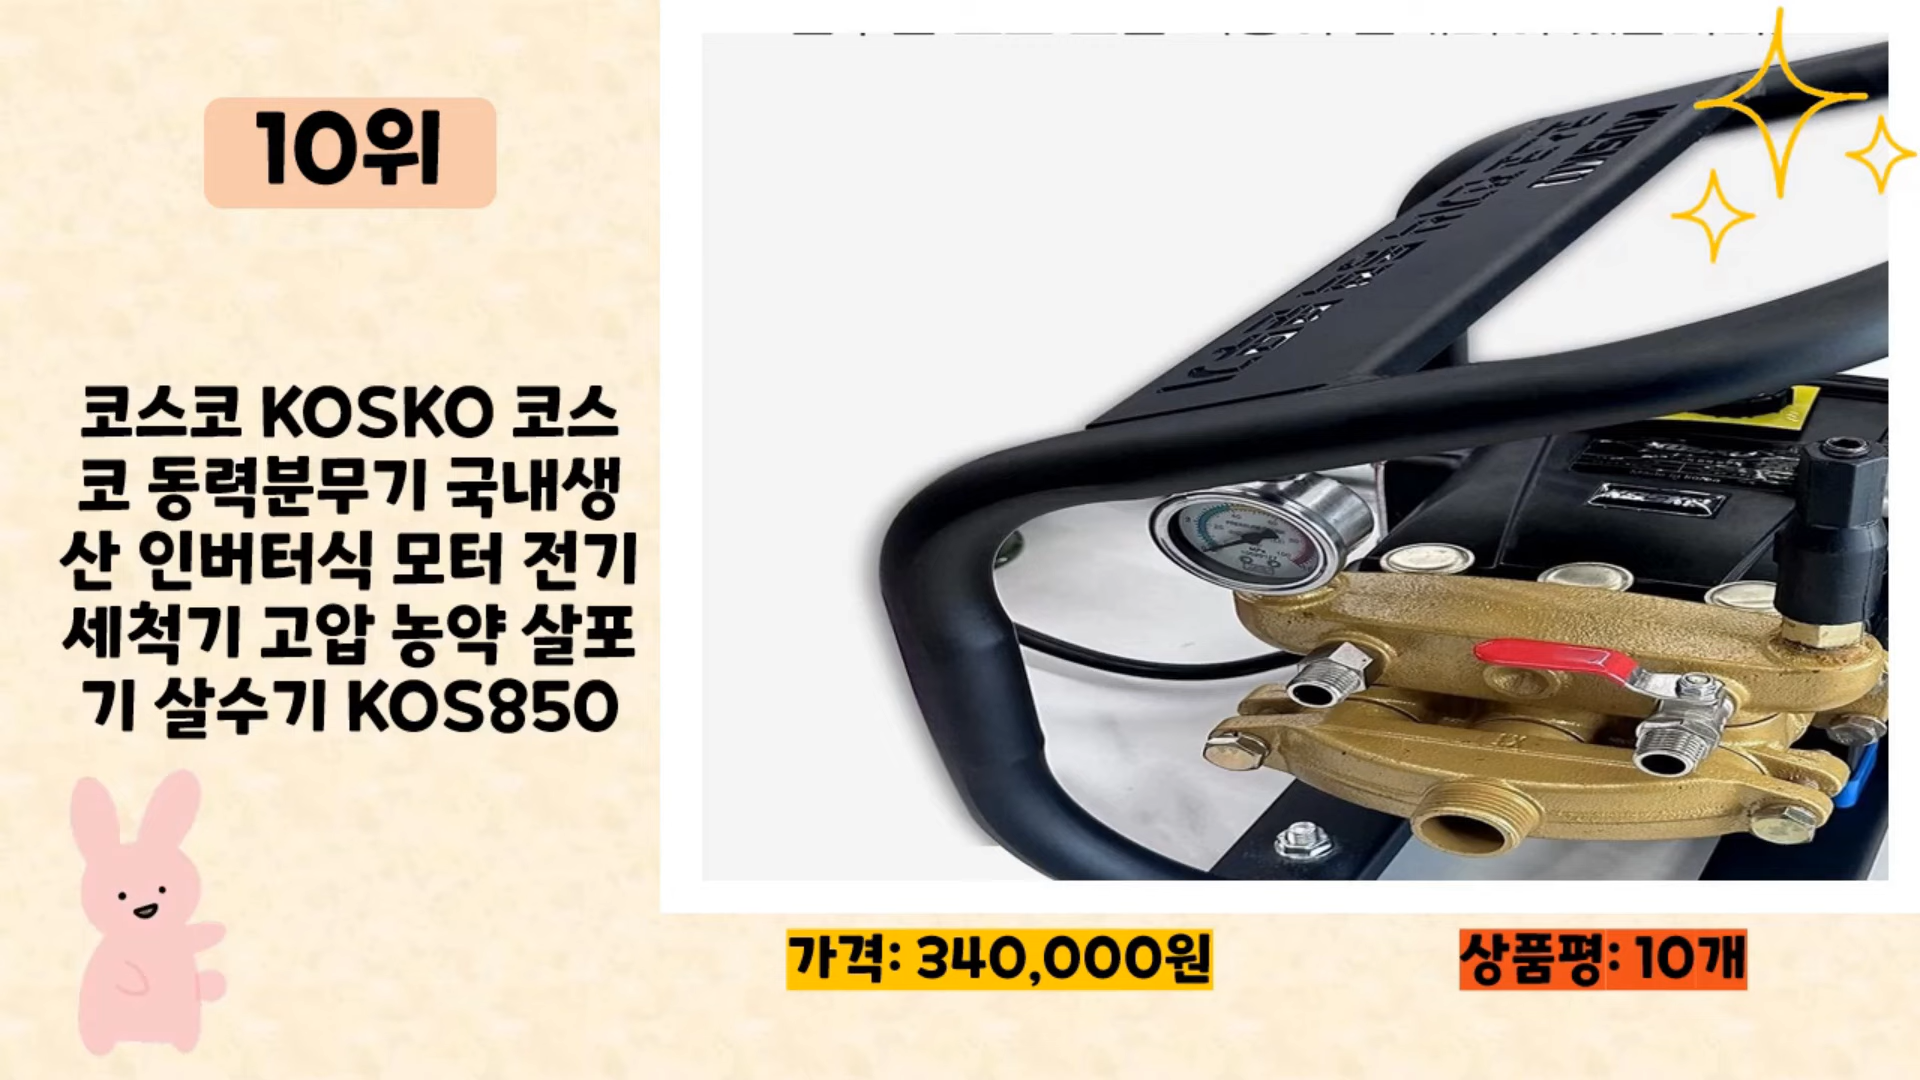 10위
코스코 KOSKO 코스
코 동력분무기 국내생
산 인버터식 모터 전기
세척기 고압 농약 살포
기 살수기 KOS850
가격: 340,000원
상품평: 10개